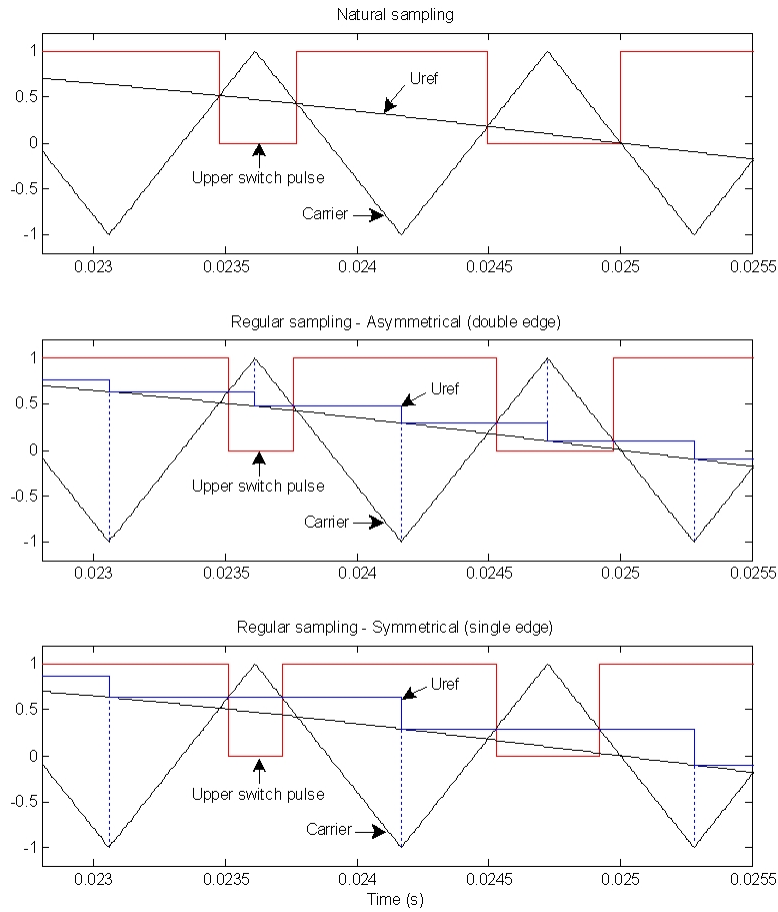 Natural sampling
1
0.5
0
-0.5
-1
Uref
Upper switch pulse
Carrier
0.023 0.0235 0.024 0.0245 0.025 0.0255
Regular sampling - Asymmetrical (double edge)
1
0.5
0
-0.5
-1
Uref
Upper switch pulse
Carrier
0.023 0.0235 0.024 0.0245 0.025 0.0255
Regular sampling - Symmetrical (single edge)
1
0.5
0
-0.5
-1
Uref
Upper switch pulse
Carrier
0.023 0.0235 0.024 0.0245 0.025 0.0255
Time (s)